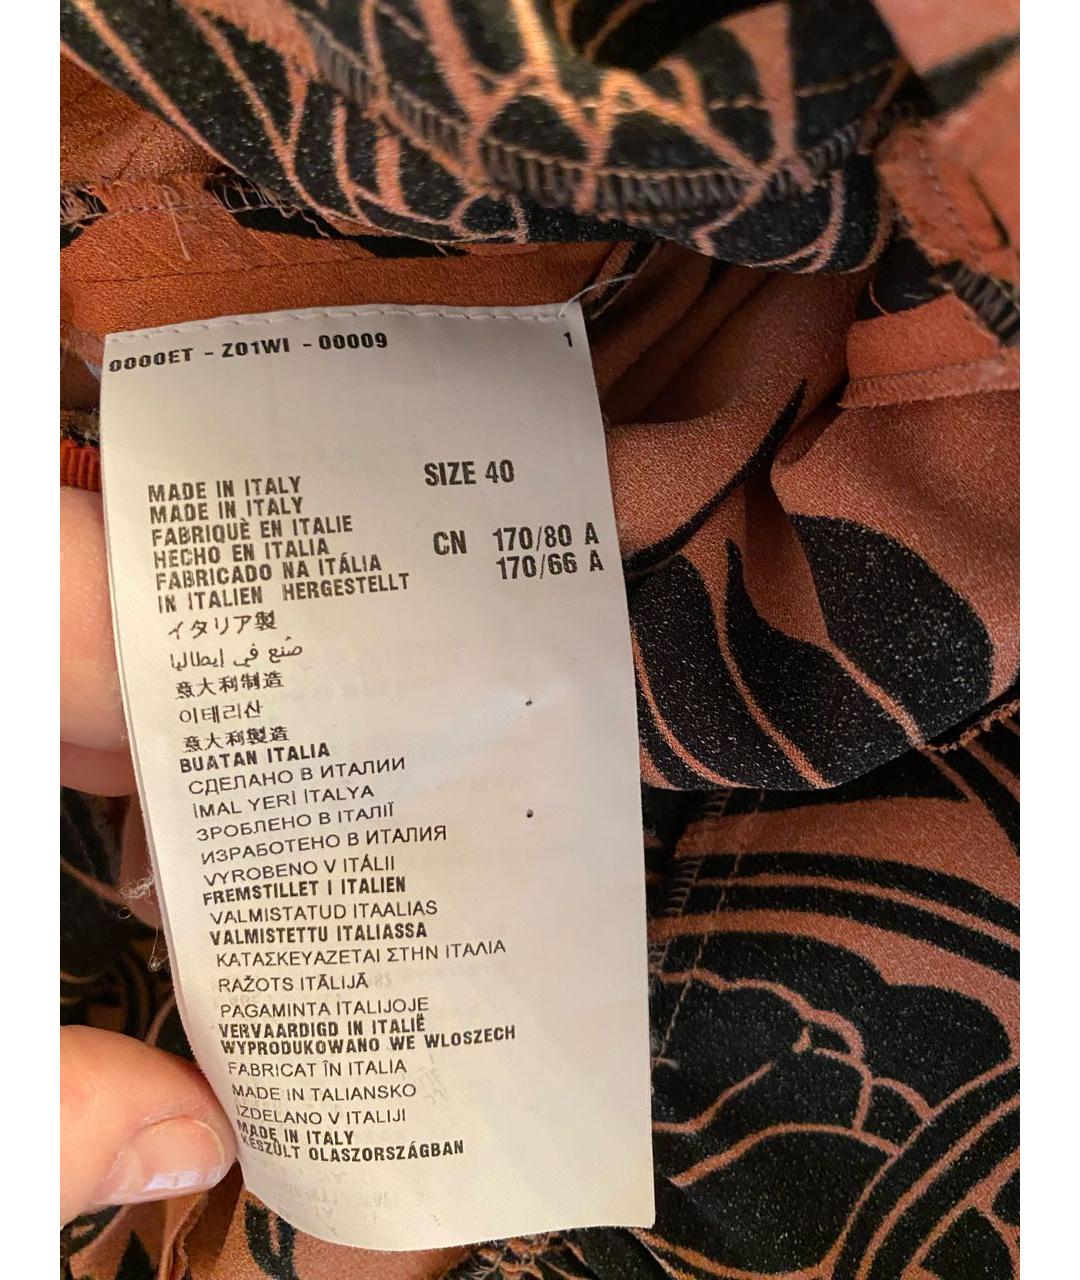 0000ET - Z01WI - 00009 1
SIZE 40
CN 170/80 A
170/66 A
MADE IN ITALY
MADE IN ITALY
FABRIQUÈ EN ITALIE
HECHO EN ITALIA
FABRICADO NA ITÁLIA
IN ITALIEN HERGESTELLT
イタリア製
صُنع في إيطاليا
意大利制造
이태리산
意大利製造
BUATAN ITALIA
СДЕЛАНО В ИТАЛИИ
İMAL YERİ İTALYA
ЗРОБЛЕНО В ІТАЛІЇ
ИЗРАБОТЕНО В ИТАЛИЯ
VYROBENO V ITÁLII
FREMSTILLET I ITALIEN
VALMISTATUD ITAALIAS
VALMISTETTU ITALIASSA
ΚΑΤΑΣΚΕΥΑΖΕΤΑΙ ΣΤΗΝ ΙΤΑΛΙΑ
RAŽOTS ITĀLIJĀ
PAGAMINTA ITALIJOJE
VERVAARDIGD IN ITALIË
WYPRODUKOWANO WE WLOSZECH
FABRICAT ÎN ITALIA
MADE IN TALIANSKO
IZDELANO V ITALIJI
MADE IN ITALY
KÉSZÜLT OLASZORSZÁGBAN